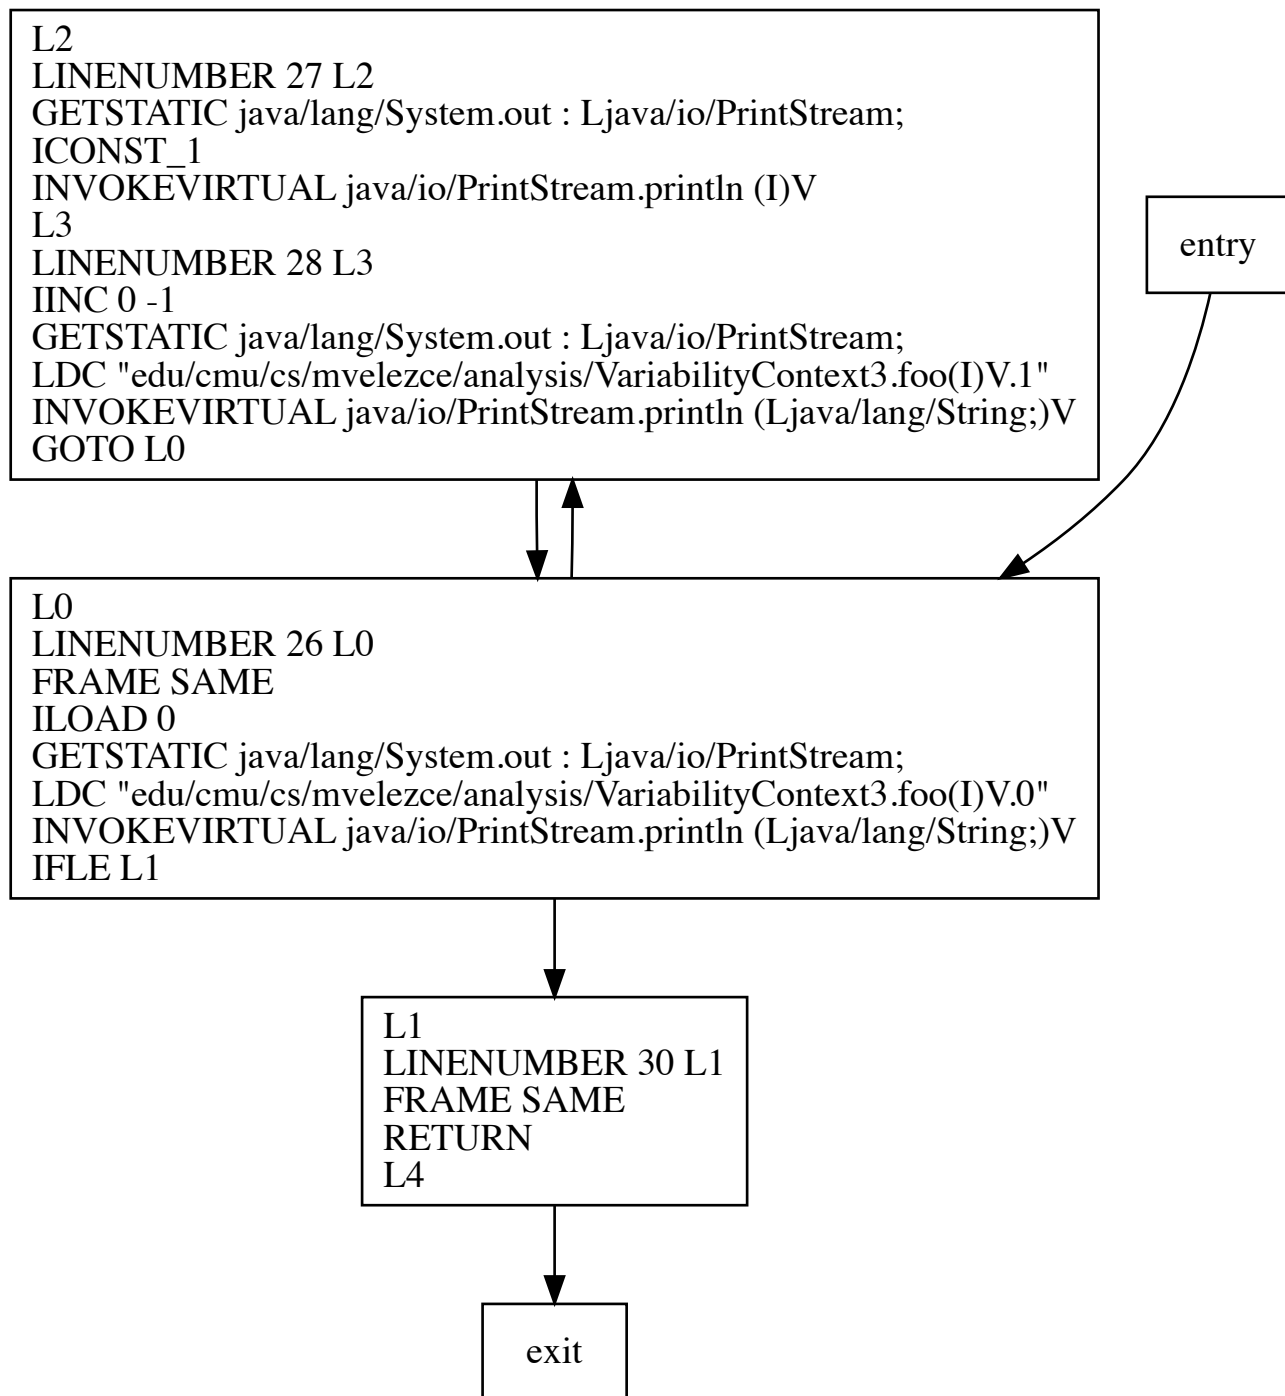 L2
LINENUMBER 27 L2
GETSTATIC java/lang/System.out : Ljava/io/PrintStream;
ICONST_1
INVOKEVIRTUAL java/io/PrintStream.println (I)V
L3
LINENUMBER 28 L3
IINC 0 -1
GETSTATIC java/lang/System.out : Ljava/io/PrintStream;
LDC "edu/cmu/cs/mvelezce/analysis/VariabilityContext3.foo(I)V.1"
INVOKEVIRTUAL java/io/PrintStream.println (Ljava/lang/String;)V
GOTO L0
entry
L0
LINENUMBER 26 L0
FRAME SAME
ILOAD 0
GETSTATIC java/lang/System.out : Ljava/io/PrintStream;
LDC "edu/cmu/cs/mvelezce/analysis/VariabilityContext3.foo(I)V.0"
INVOKEVIRTUAL java/io/PrintStream.println (Ljava/lang/String;)V
IFLE L1
L1
LINENUMBER 30 L1
FRAME SAME
RETURN
L4
exit